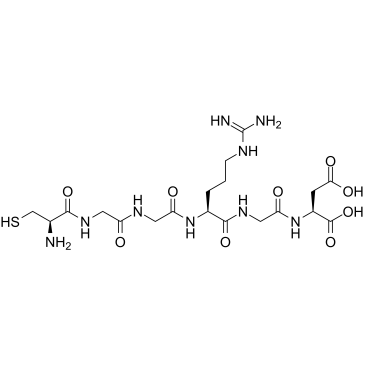 HN NH₂
NH
O
OH
O O H N O H N O OH
HS N H O N H O N H O
NH₂